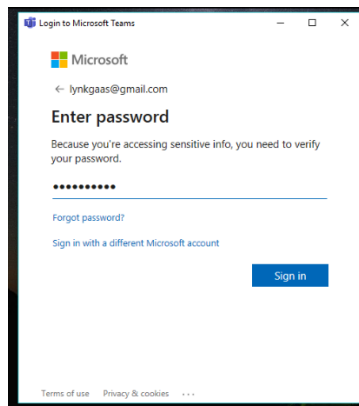 Login to Microsoft Teams
Microsoft
← lynkgaas@gmail.com
Enter password
Because you're accessing sensitive info, you need to verify
your password.
••••••••••
Forgot password?
Sign in with a different Microsoft account
Sign in
Terms of use Privacy & cookies ...